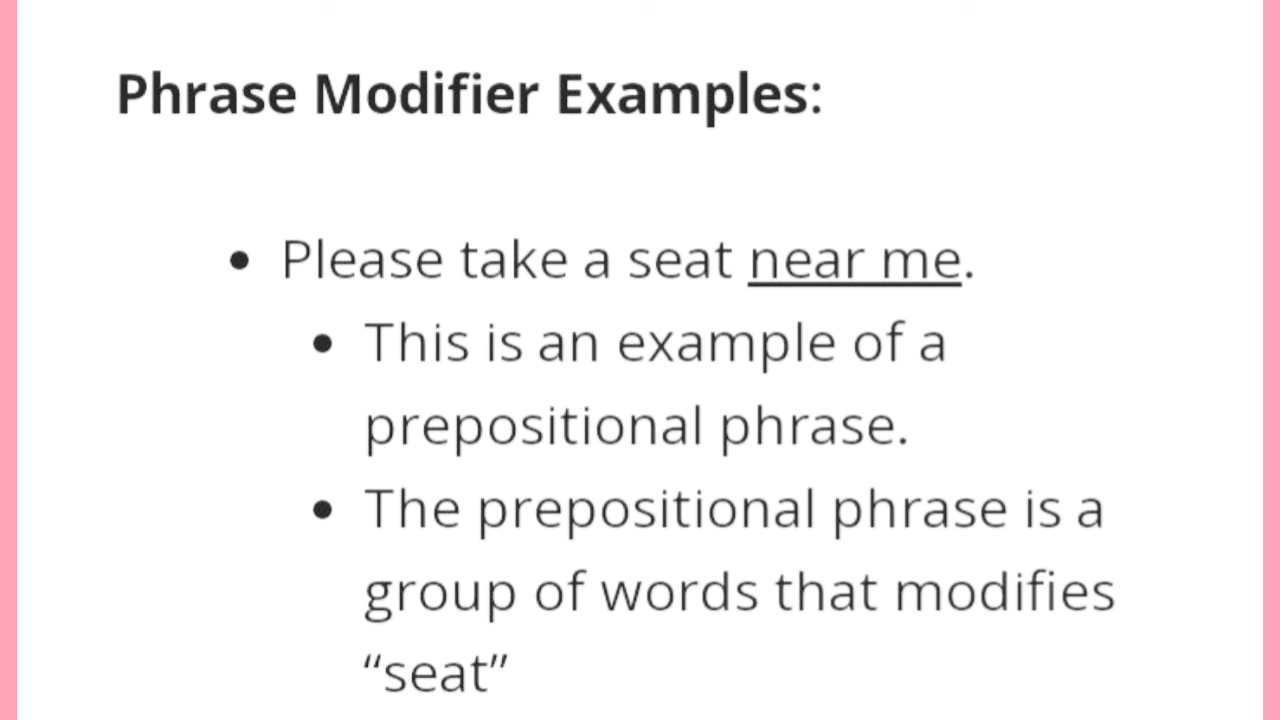 Phrase Modifier Examples:
• Please take a seat near me.
• This is an example of a
prepositional phrase.
• The prepositional phrase is a
group of words that modifies
“seat”